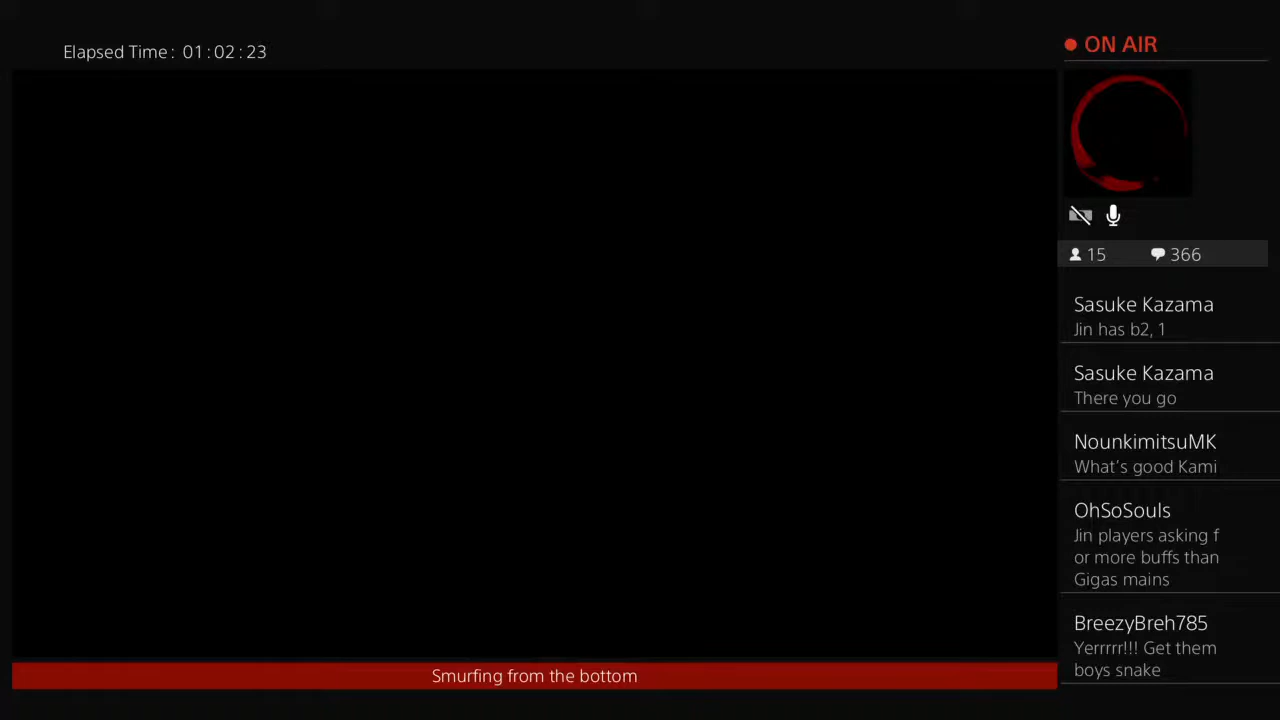 Elapsed Time: 01:02:23
ON AIR
15 366
Sasuke Kazama
Jin has b2, 1
Sasuke Kazama
There you go
NounkimitsuMK
What's good Kami
OhSoSouls
Jin players asking f
or more buffs than
Gigas mains
BreezyBreh785
Yerrrrr!!! Get them
boys snake
Smurfing from the bottom